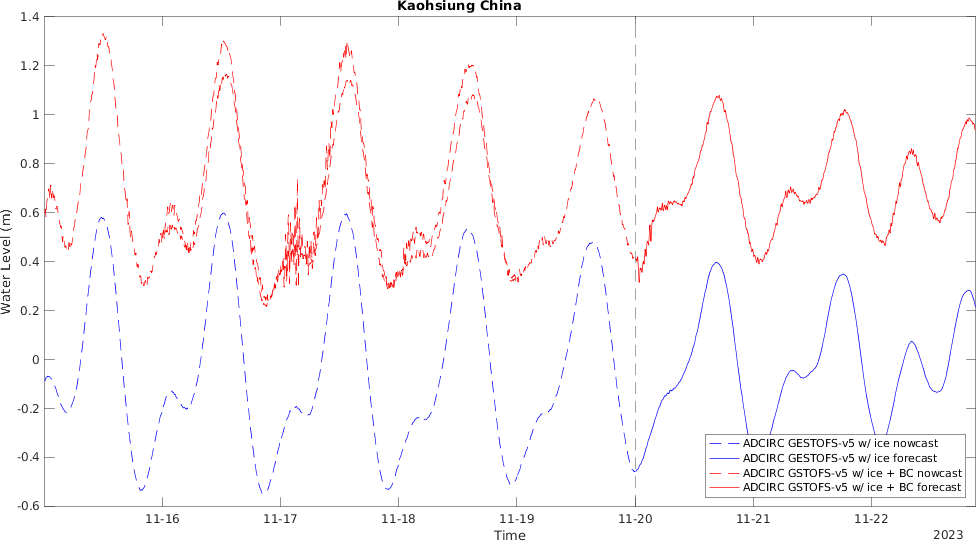 Kaohsiung China
1.4
1.2
1
0.8
0.6
0.4
0.2
0
-0.2
-0.4
-0.6
Water Level (m)
ADCIRC GESTOFS-v5 w/ ice nowcast
ADCIRC GESTOFS-v5 w/ ice forecast
ADCIRC GSTOFS-v5 w/ ice + BC nowcast
ADCIRC GSTOFS-v5 w/ ice + BC forecast
11-16
11-17
11-18
11-19
11-20
11-21
11-22
Time
2023